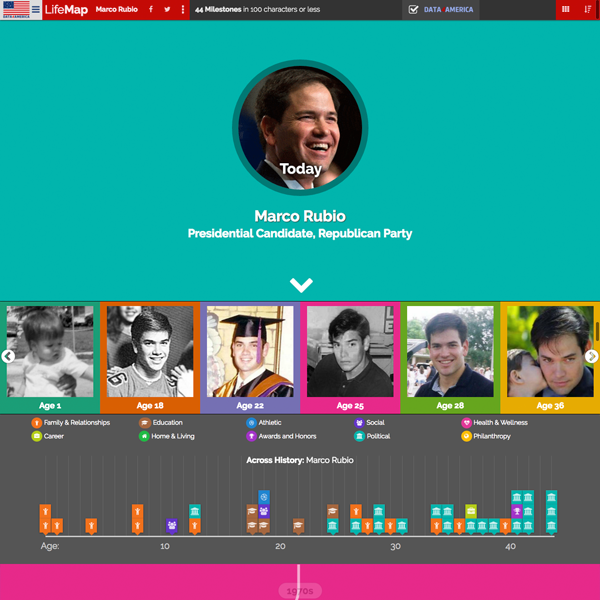 LifeMap Marco Rubio 44 Milestones in 100 characters or less DATA4AMERICA
DATA4AMERICA
Today
Marco Rubio
Presidential Candidate, Republican Party
Age 1 Age 18 Age 22 Age 25 Age 28 Age 36
Family & Relationships Education Athletic Social Health & Wellness
Career Home & Living Awards and Honors Political Philanthropy
Across History: Marco Rubio
Age: 10 20 30 40
1970s